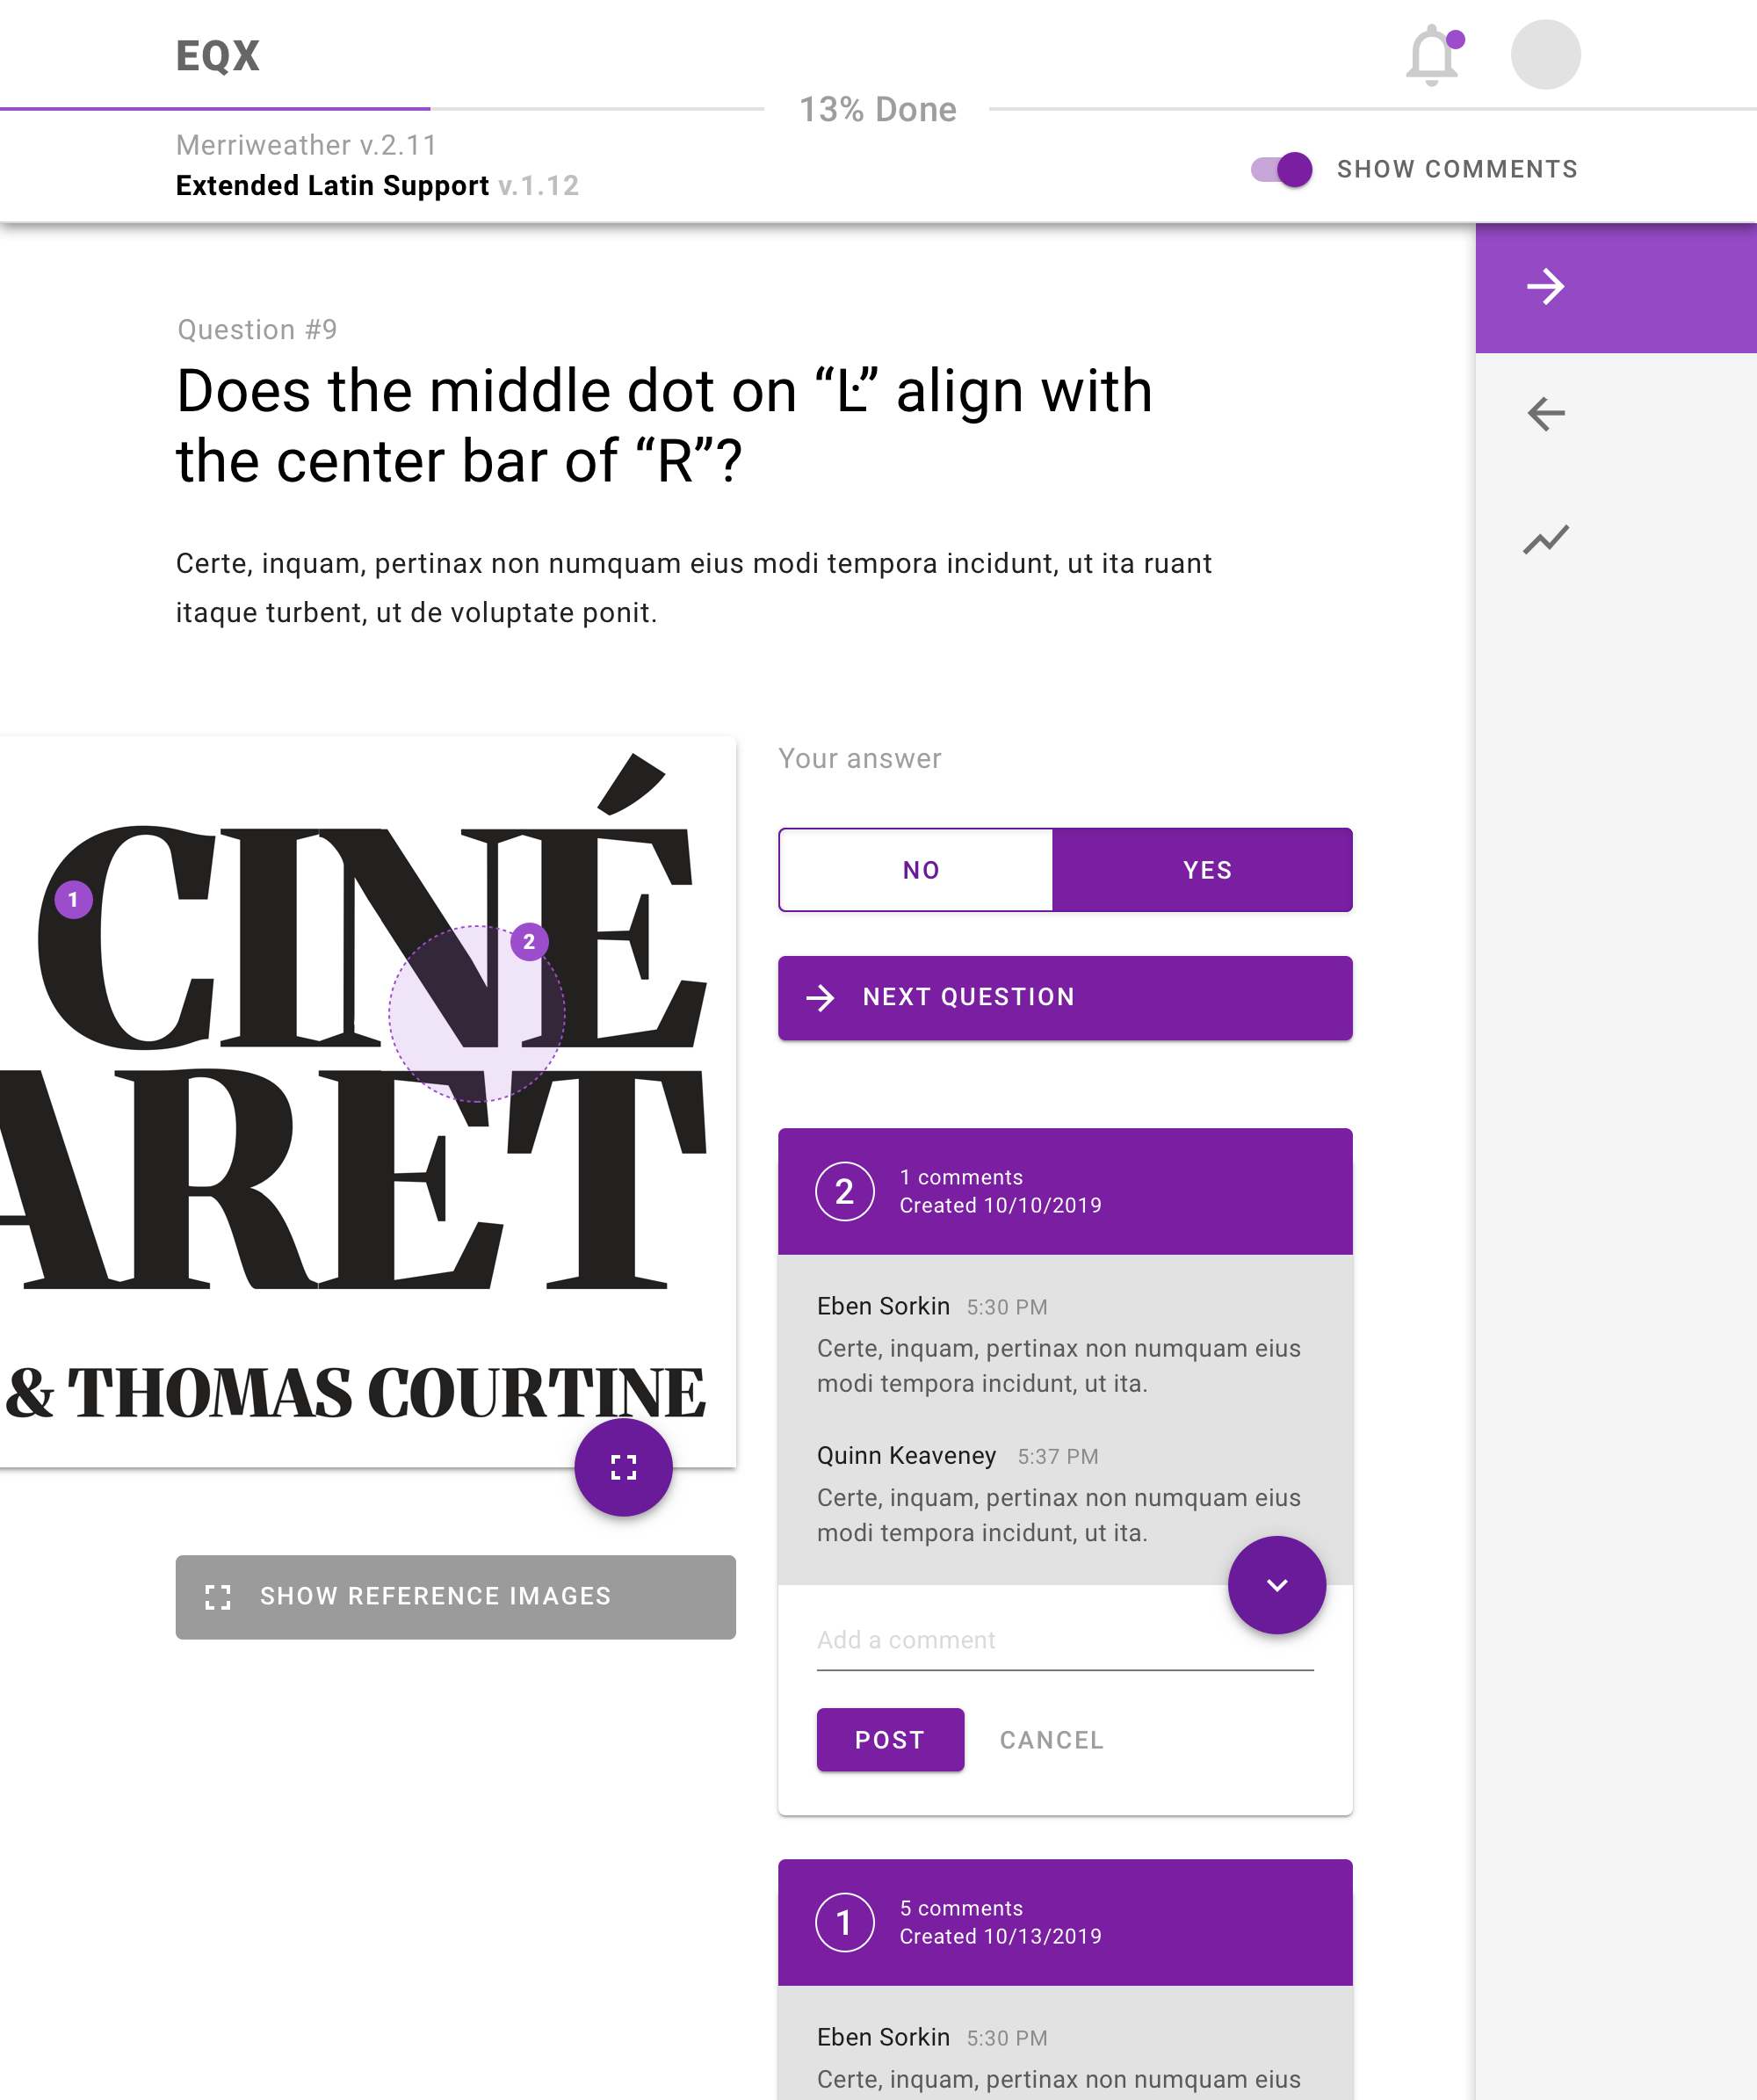 EQX
13% Done
Merriweather v.2.11
Extended Latin Support v.1.12
SHOW COMMENTS
Question #9
Does the middle dot on “Ŀ” align with
the center bar of “R”?
Certe, inquam, pertinax non numquam eius modi tempora incidunt, ut ita ruant
itaque turbent, ut de voluptate ponit.
CINÉ
1
2
ARET
& THOMAS COURTINE
SHOW REFERENCE IMAGES
Your answer
NO
YES
NEXT QUESTION
2
1 comments
Created 10/10/2019
Eben Sorkin 5:30 PM
Certe, inquam, pertinax non numquam eius
modi tempora incidunt, ut ita.
Quinn Keaveney 5:37 PM
Certe, inquam, pertinax non numquam eius
modi tempora incidunt, ut ita.
Add a comment
POST
CANCEL
1
5 comments
Created 10/13/2019
Eben Sorkin 5:30 PM
Certe, inquam, pertinax non numquam eius